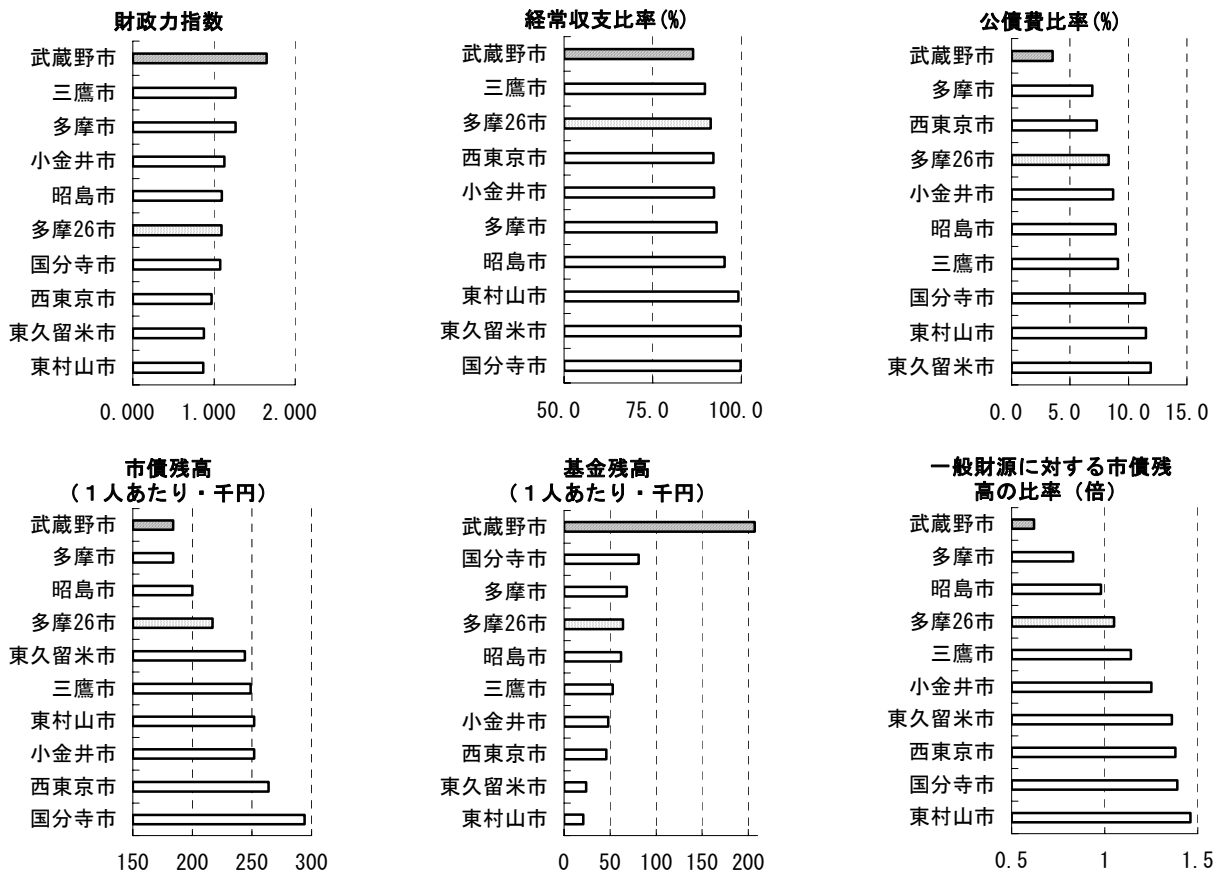 財政力指数
武蔵野市
三鷹市
多摩市
小金井市
昭島市
多摩26市
国分寺市
西東京市
東久留米市
東村山市
0.000 1.000 2.000
経常収支比率(%)
武蔵野市
三鷹市
多摩26市
西東京市
小金井市
多摩市
昭島市
東村山市
東久留米市
国分寺市
50.0 75.0 100.0
公債費比率(%)
武蔵野市
多摩市
西東京市
多摩26市
小金井市
昭島市
三鷹市
国分寺市
東村山市
東久留米市
0.0 5.0 10.0 15.0
市債残高
（１人あたり・千円）
武蔵野市
多摩市
昭島市
多摩26市
東久留米市
三鷹市
東村山市
小金井市
西東京市
国分寺市
150 200 250 300
基金残高
（１人あたり・千円）
武蔵野市
国分寺市
多摩市
多摩26市
昭島市
三鷹市
小金井市
西東京市
東久留米市
東村山市
0 50 100 150 200
一般財源に対する市債残
高の比率（倍）
武蔵野市
多摩市
昭島市
多摩26市
三鷹市
小金井市
東久留米市
西東京市
国分寺市
東村山市
0.5 1 1.5